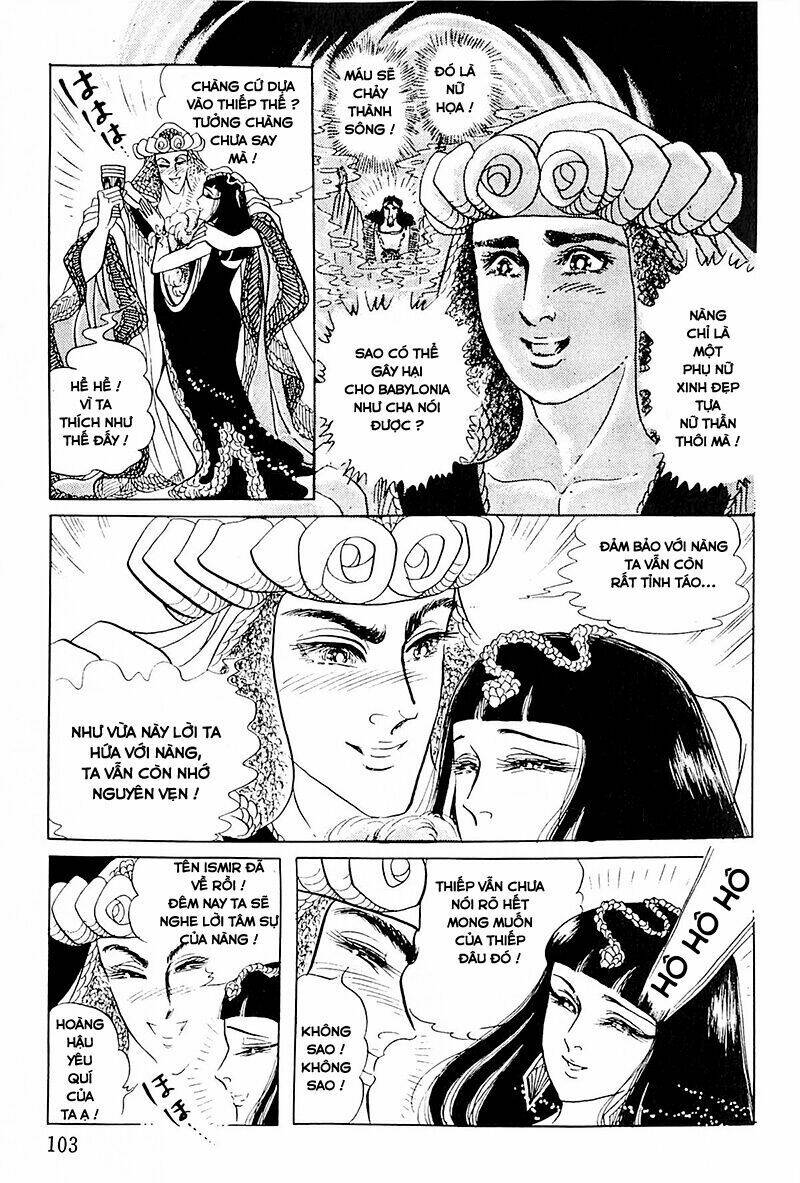 ĐÓ LÀ
NỮ
HỌA !
MÁU SẼ
CHẢY
THÀNH
SÔNG !
NÀNG
CHỈ LÀ
MỘT
PHỤ NỮ
XINH ĐẸP
TỰA
NỮ THẦN
THÔI MÀ !
SAO CÓ THỂ
GÂY HẠI
CHO BABYLONIA
NHƯ CHA NÓI
ĐƯỢC ?
CHÀNG CỨ DỰA
VÀO THIẾP THẾ ?
TƯỞNG CHÀNG
CHƯA SAY
MÀ !
はははは
HỀ HỀ !
VÌ TA
THÍCH NHƯ
THẾ ĐẤY !
ĐẢM BẢO VỚI NÀNG
TA VẪN CÒN
RẤT TỈNH TÁO...
NHƯ VỪA NÀY LỜI TA
HỨA VỚI NÀNG,
TA VẪN CÒN NHỚ
NGUYÊN VẸN !
HÔ HÔ HÔ
THIẾP VẪN CHƯA
NÓI RÕ HẾT
MONG MUỐN
CỦA THIẾP
ĐÂU ĐÓ !
KHÔNG
SAO !
KHÔNG
SAO !
TÊN ISMIR ĐÃ
VỀ RỒI !
ĐÊM NAY TA SẼ
NGHE LỜI TÂM SỰ
CỦA NÀNG !
HOÀNG
HẬU YÊU
QUÍ
CỦA
TA Ạ !
ほほ
103